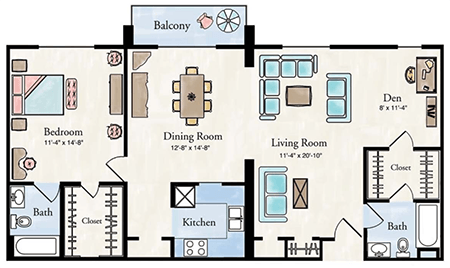 Balcony
Bedroom
11'-4" x 14'-8"
Dining Room
12'-8" x 14'-8"
Living Room
11'-4" x 20'-10"
Den
8' x 11'-4"
Closet
Bath
Closet
Kitchen
Bath